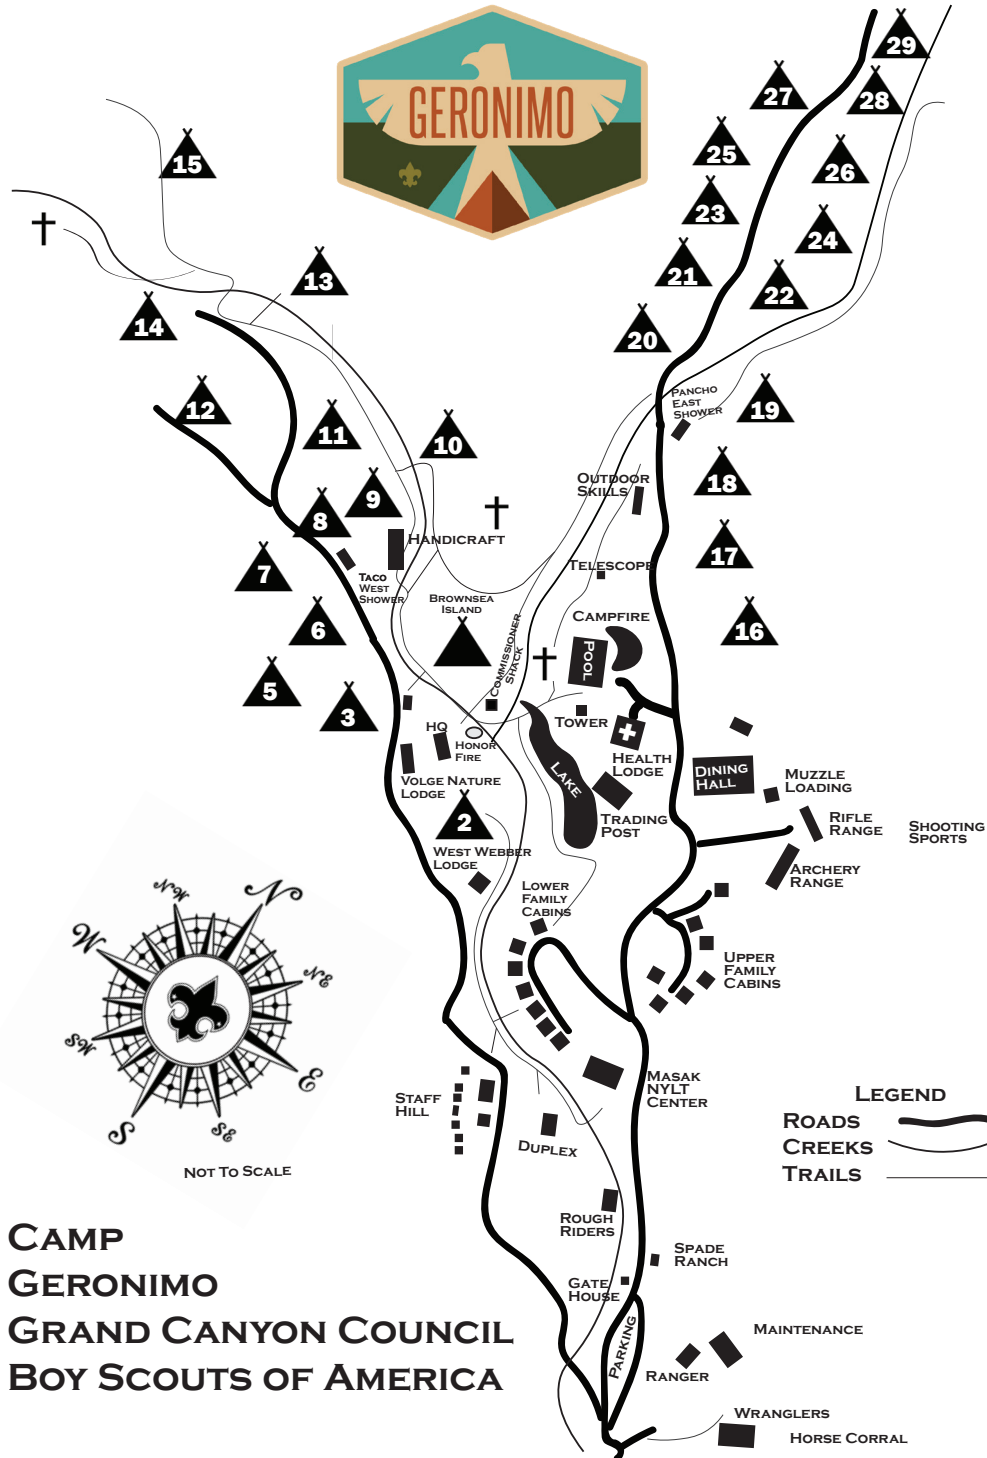 GERONIMO
29
28
27
26
25
24
23
22
21
20
15
13
14
12
11
10
9
8
7
6
5
3
PANCHO
EAST
SHOWER
19
18
17
16
OUTDOOR
SKILLS
TELESCOPE
HANDICRAFT
TACO
WEST
SHOWER
BROWNSEA
ISLAND
COMMISSIONER
SHACK
CAMPFIRE
POOL
TOWER
HEALTH
LODGE
HQ
HONOR
FIRE
VOLGE NATURE
LODGE
LAKE
TRADING
POST
DINING
HALL
MUZZLE
LOADING
RIFLE
RANGE
SHOOTING
SPORTS
ARCHERY
RANGE
2
WEST WEBBER
LODGE
LOWER
FAMILY
CABINS
UPPER
FAMILY
CABINS
N
NE
E
SE
S
SW
W
NW
NOT TO SCALE
STAFF
HILL
MASAK
NYLT
CENTER
DUPLEX
ROUGH
RIDERS
SPADE
RANCH
GATE
HOUSE
PARKING
MAINTENANCE
RANGER
WRANGLERS
HORSE CORRAL
LEGEND
ROADS
CREEKS
TRAILS
CAMP
GERONIMO
GRAND CANYON COUNCIL
BOY SCOUTS OF AMERICA